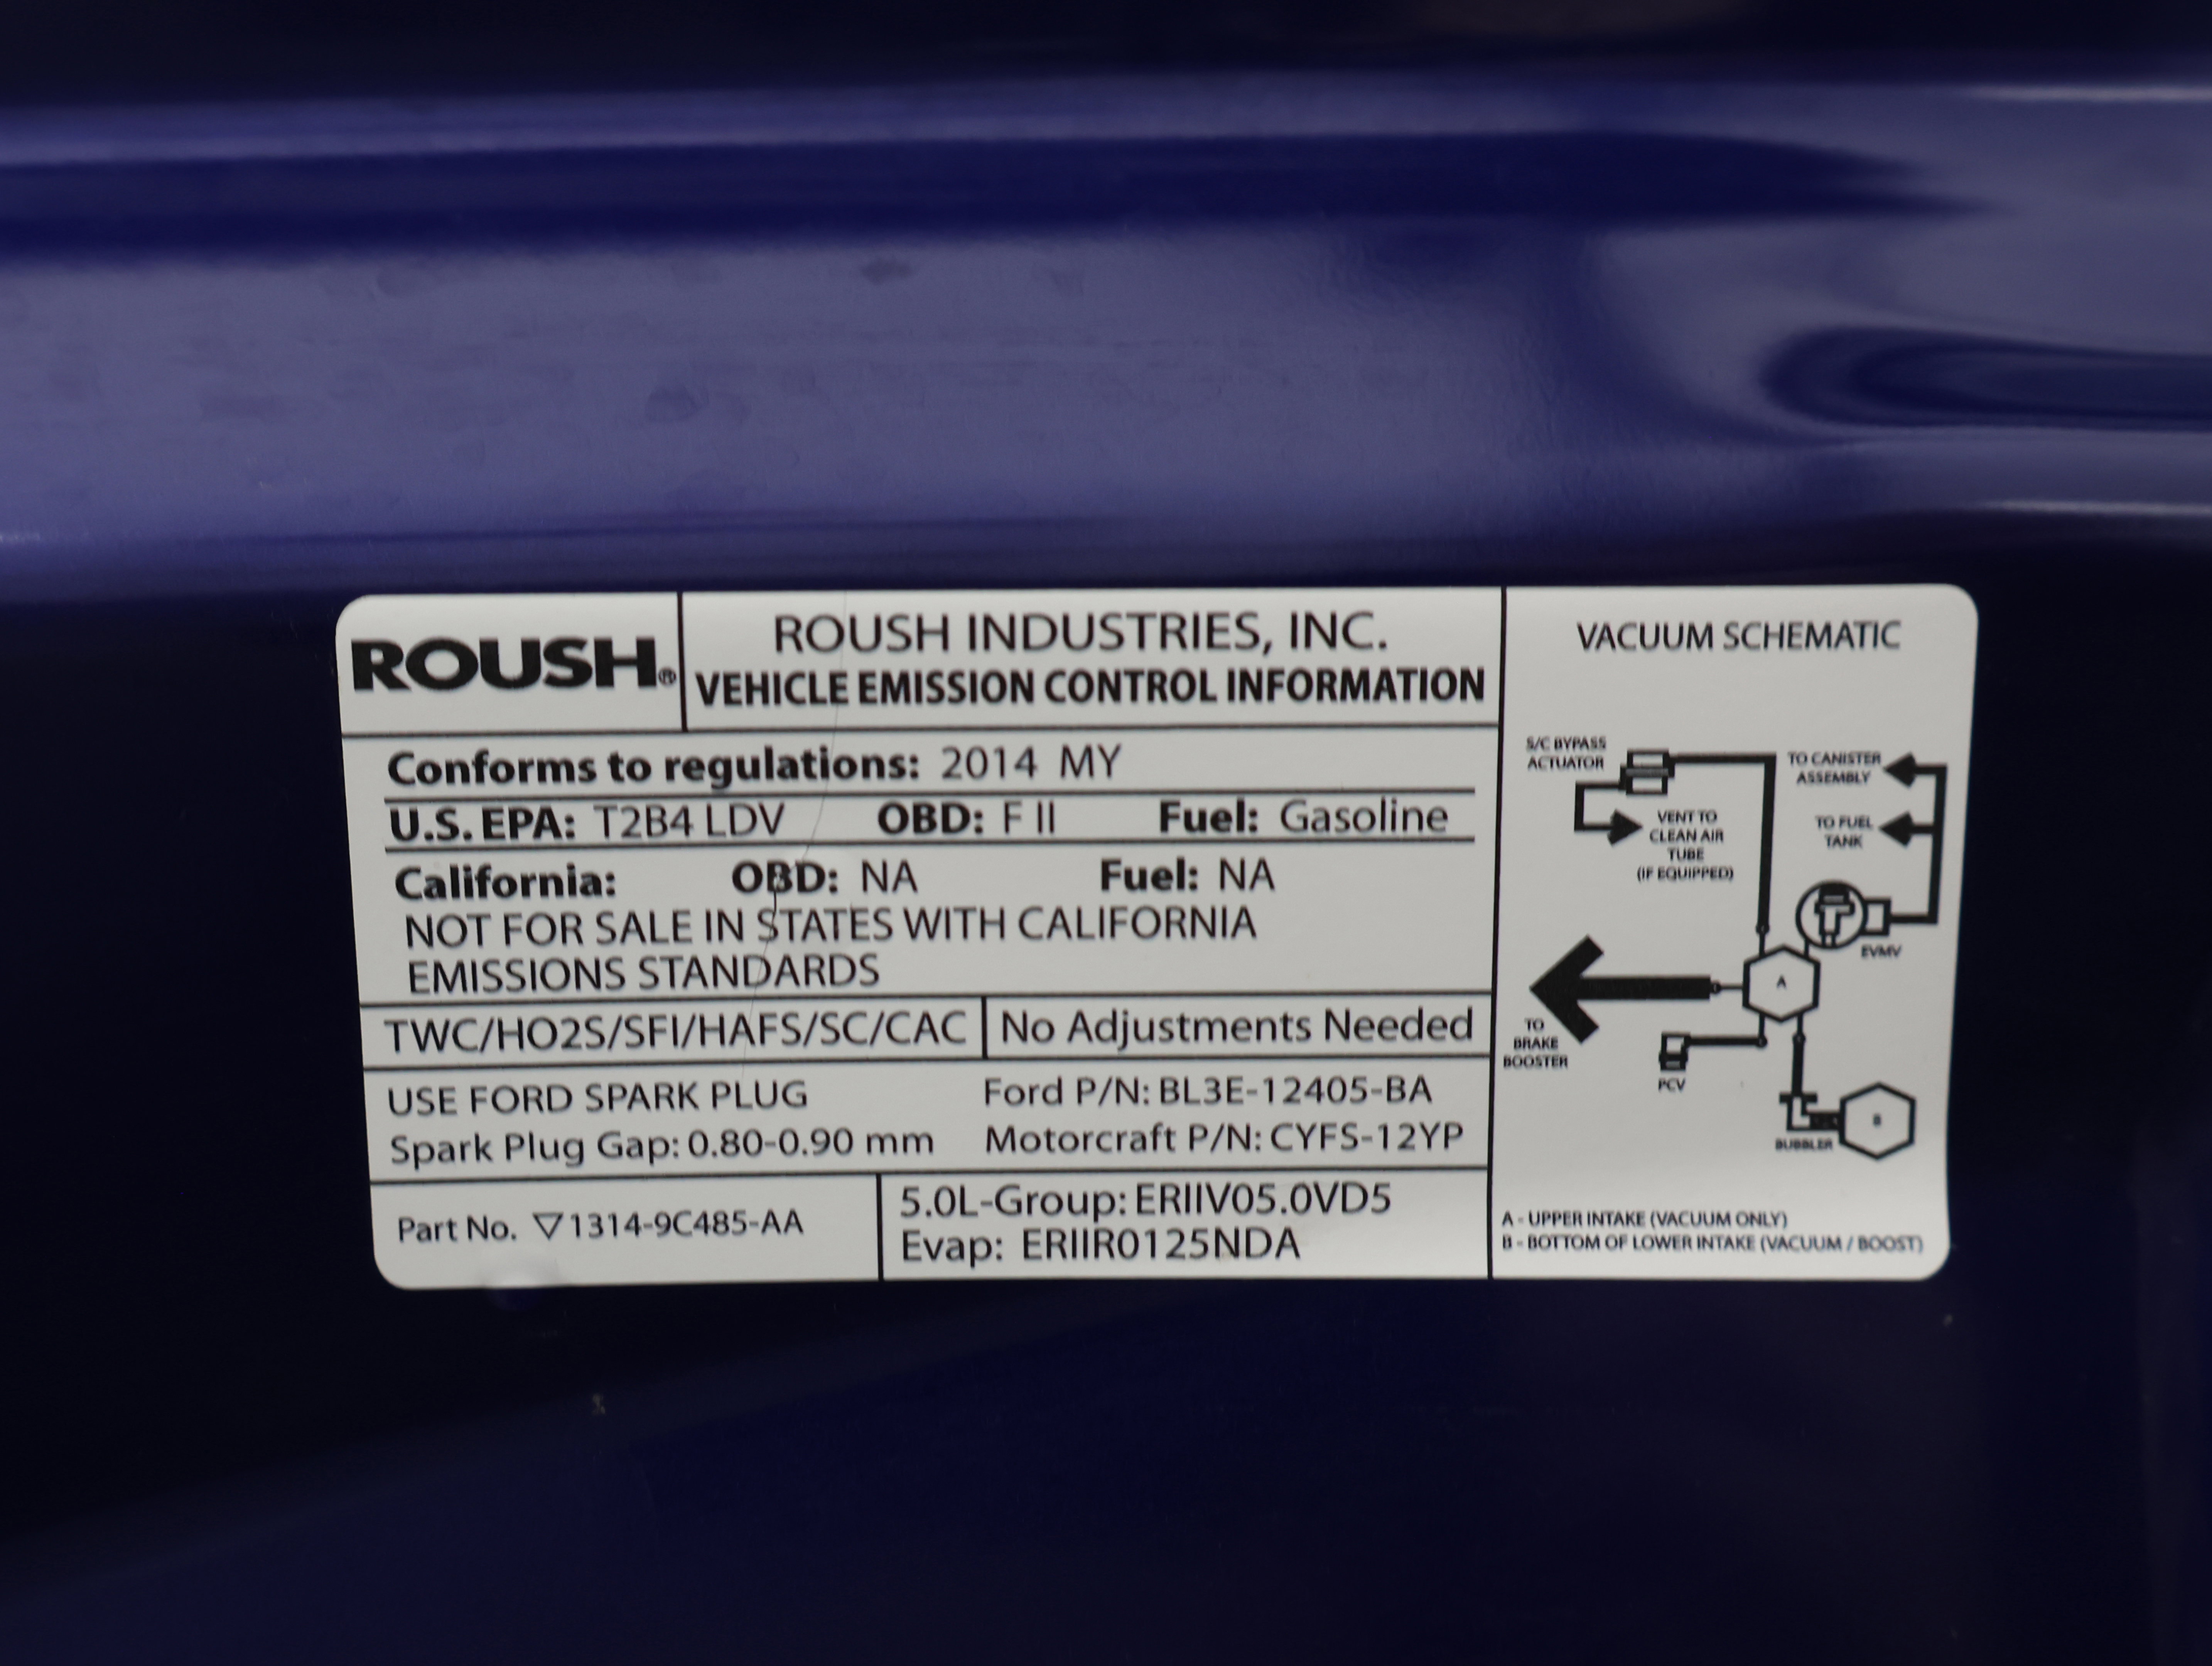 ROUSH®
ROUSH INDUSTRIES, INC.
VEHICLE EMISSION CONTROL INFORMATION
Conforms to regulations: 2014 MY
U.S. EPA: T2B4 LDV OBD: F II Fuel: Gasoline
California: OBD: NA Fuel: NA
NOT FOR SALE IN STATES WITH CALIFORNIA
EMISSIONS STANDARDS
TWC/HO2S/SFI/HAFS/SC/CAC No Adjustments Needed
USE FORD SPARK PLUG Ford P/N: BL3E-12405-BA
Spark Plug Gap: 0.80-0.90 mm Motorcraft P/N: CYFS-12YP
Part No. ▽1314-9C485-AA
5.0L-Group: ERIIV05.0VD5
Evap: ERIIR0125NDA
VACUUM SCHEMATIC
S/C BYPASS
ACTUATOR
TO CANISTER
ASSEMBLY
VENT TO
CLEAN AIR
TUBE
(IF EQUIPPED)
TO FUEL
TANK
EVMV
A
TO
BRAKE
BOOSTER
PCV
B
BUBBLER
A - UPPER INTAKE (VACUUM ONLY)
B - BOTTOM OF LOWER INTAKE (VACUUM / BOOST)